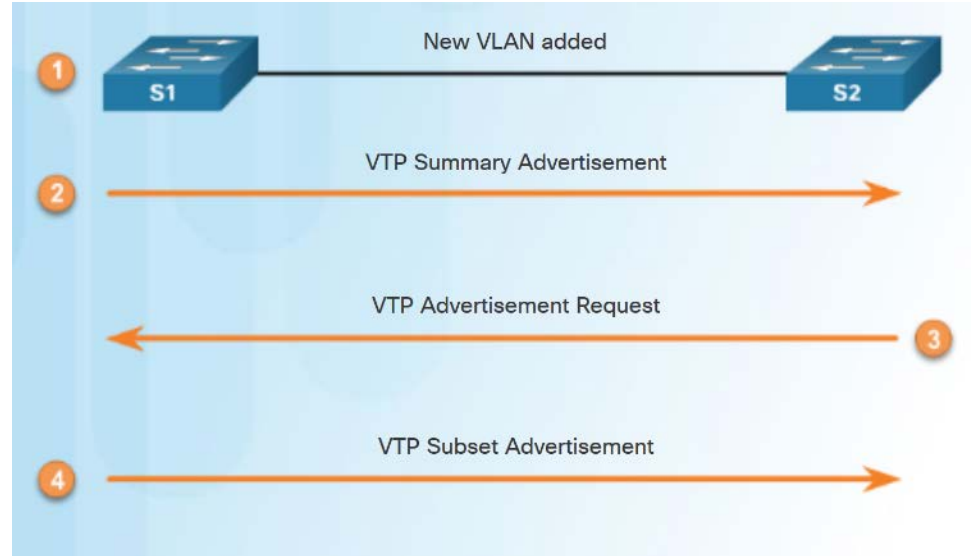 New VLAN added
1
S1
S2
VTP Summary Advertisement
2
VTP Advertisement Request
3
VTP Subset Advertisement
4